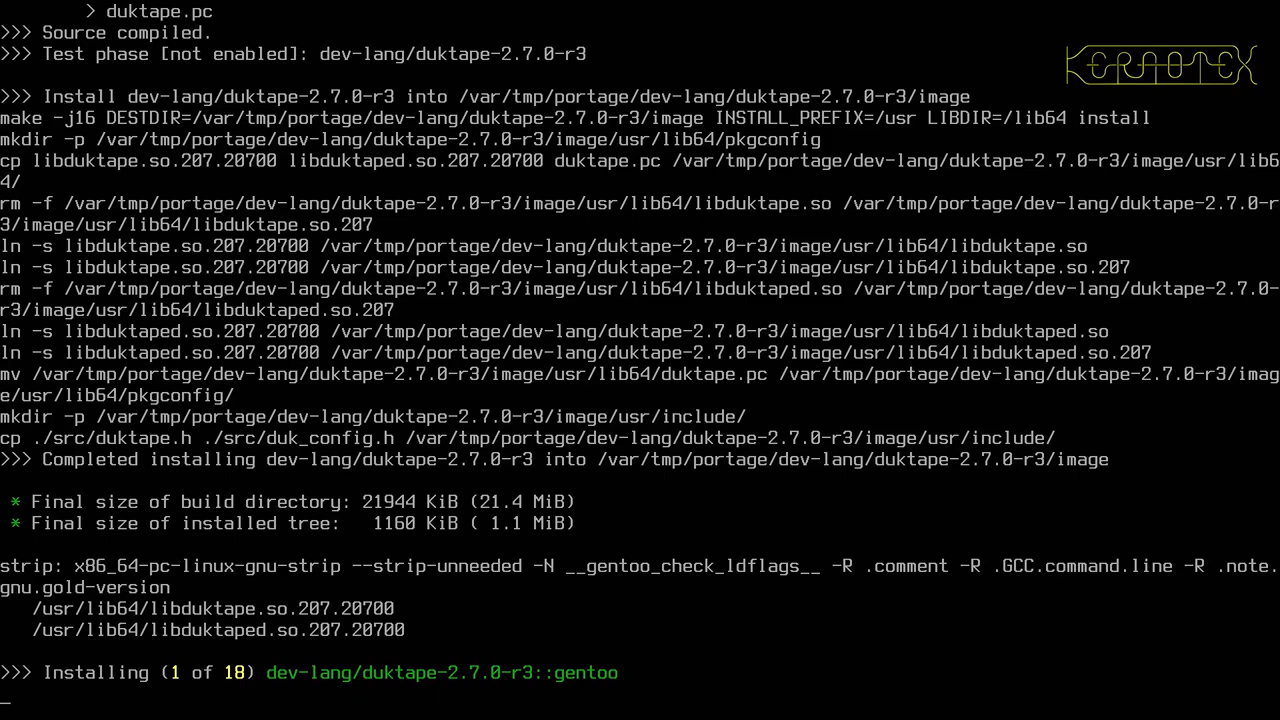 > duktape.pc
>>> Source compiled.
>>> Test phase [not enabled]: dev-lang/duktape-2.7.0-r3
KERNOTEX
>>> Install dev-lang/duktape-2.7.0-r3 into /var/tmp/portage/dev-lang/duktape-2.7.0-r3/image
make -j16 DESTDIR=/var/tmp/portage/dev-lang/duktape-2.7.0-r3/image INSTALL_PREFIX=/usr LIBDIR=/lib64 install
mkdir -p /var/tmp/portage/dev-lang/duktape-2.7.0-r3/image/usr/lib64/pkgconfig
cp libduktape.so.207.20700 libduktaped.so.207.20700 duktape.pc /var/tmp/portage/dev-lang/duktape-2.7.0-r3/image/usr/lib6
4/
rm -f /var/tmp/portage/dev-lang/duktape-2.7.0-r3/image/usr/lib64/libduktape.so /var/tmp/portage/dev-lang/duktape-2.7.0-r
3/image/usr/lib64/libduktape.so.207
ln -s libduktape.so.207.20700 /var/tmp/portage/dev-lang/duktape-2.7.0-r3/image/usr/lib64/libduktape.so
ln -s libduktape.so.207.20700 /var/tmp/portage/dev-lang/duktape-2.7.0-r3/image/usr/lib64/libduktape.so.207
rm -f /var/tmp/portage/dev-lang/duktape-2.7.0-r3/image/usr/lib64/libduktaped.so /var/tmp/portage/dev-lang/duktape-2.7.0-
r3/image/usr/lib64/libduktaped.so.207
ln -s libduktaped.so.207.20700 /var/tmp/portage/dev-lang/duktape-2.7.0-r3/image/usr/lib64/libduktaped.so
ln -s libduktaped.so.207.20700 /var/tmp/portage/dev-lang/duktape-2.7.0-r3/image/usr/lib64/libduktaped.so.207
mv /var/tmp/portage/dev-lang/duktape-2.7.0-r3/image/usr/lib64/duktape.pc /var/tmp/portage/dev-lang/duktape-2.7.0-r3/imag
e/usr/lib64/pkgconfig/
mkdir -p /var/tmp/portage/dev-lang/duktape-2.7.0-r3/image/usr/include/
cp ./src/duktape.h ./src/duk_config.h /var/tmp/portage/dev-lang/duktape-2.7.0-r3/image/usr/include/
>>> Completed installing dev-lang/duktape-2.7.0-r3 into /var/tmp/portage/dev-lang/duktape-2.7.0-r3/image
* Final size of build directory: 21944 KiB (21.4 MiB)
* Final size of installed tree:   1160 KiB ( 1.1 MiB)
strip: x86_64-pc-linux-gnu-strip --strip-unneeded -N __gentoo_check_ldflags__ -R .comment -R .GCC.command.line -R .note.
gnu.gold-version
/usr/lib64/libduktape.so.207.20700
/usr/lib64/libduktaped.so.207.20700
>>> Installing (1 of 18) dev-lang/duktape-2.7.0-r3::gentoo
_